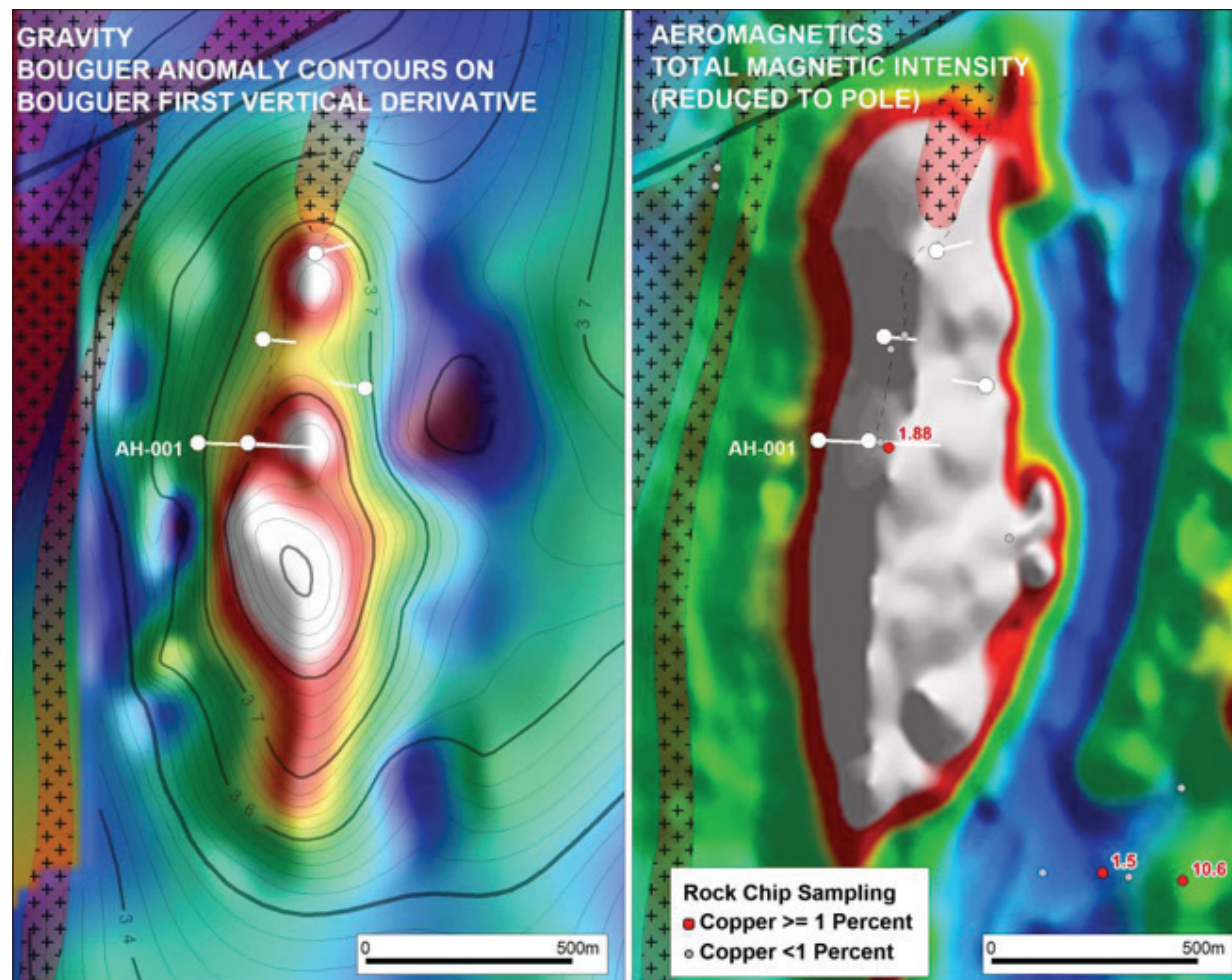 GRAVITY
BOUGUER ANOMALY CONTOURS ON
BOUGUER FIRST VERTICAL DERIVATIVE
3.7
3.7
AH-001
3.7
3.6
3.4
0 500m
AEROMAGNETICS
TOTAL MAGNETIC INTENSITY
(REDUCED TO POLE)
AH-001
1.88
1.5
10.6
Rock Chip Sampling
Copper >= 1 Percent
Copper <1 Percent
0 500m